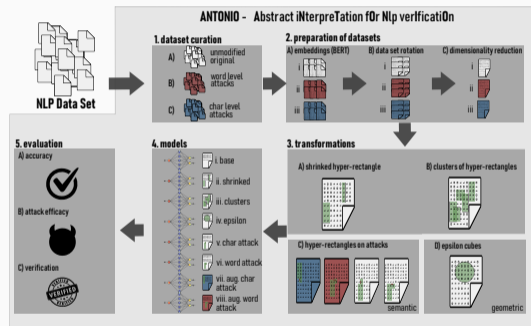 ANTONIO - Abstract iNterpreTation fOr Nlp verIficatiOn
NLP Data Set
1. dataset curation
A) unmodified
original
B) word level
attacks
C) char level
attacks
2. preparation of datasets
A) embeddings (BERT)
B) data set rotation
C) dimensionality reduction
i
ii
iii
i
ii
iii
i
ii
iii
3. transformations
A) shrinked hyper-rectangle
B) clusters of hyper-rectangles
C) hyper-rectangles on attacks
semantic
D) epsilon cubes
geometric
4. models
i. base
ii. shrinked
iii. clusters
iv. epsilon
v. char attack
vi. word attack
vii. aug. char
attack
viii. aug. word
attack
5. evaluation
A) accuracy
B) attack efficacy
C) verification
VERIFIED